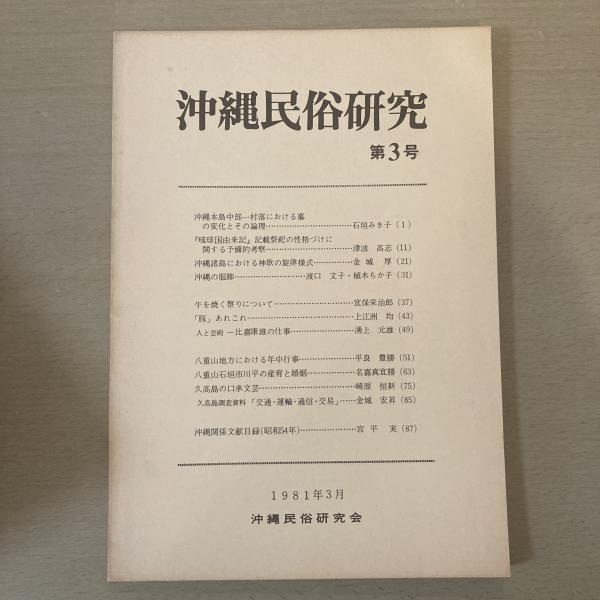 沖縄民俗研究
第3号
沖縄本島中部一村落における墓
の変化とその論理……………………………石垣みき子 (1)
『琉球国由来記』記載祭祀の性格づけに
関する予備的考察……………………………津波 高志 (11)
沖縄諸島における神歌の旋律様式……………金城 厚 (21)
沖縄の服飾………………………渡口 文子・植木ちか子 (31)
牛を焼く祭りについて…………………………宜保栄治郎 (37)
「豚」あれこれ…………………………………上江洲 均 (43)
人と芸術 ―比嘉康雄の仕事……………………湧上 元雄 (49)
八重山地方における年中行事…………………平良 豊勝 (51)
八重山石垣市川平の産育と婚姻………………名嘉真宜勝 (63)
久高島の口承文芸………………………………崎原 恒新 (75)
久高島調査資料 「交通・運輸・通信・交易」……金城 宏昇 (85)
沖縄関係文献目録(昭和54年)…………………宮平 実 (87)
1981年3月
沖縄民俗研究会